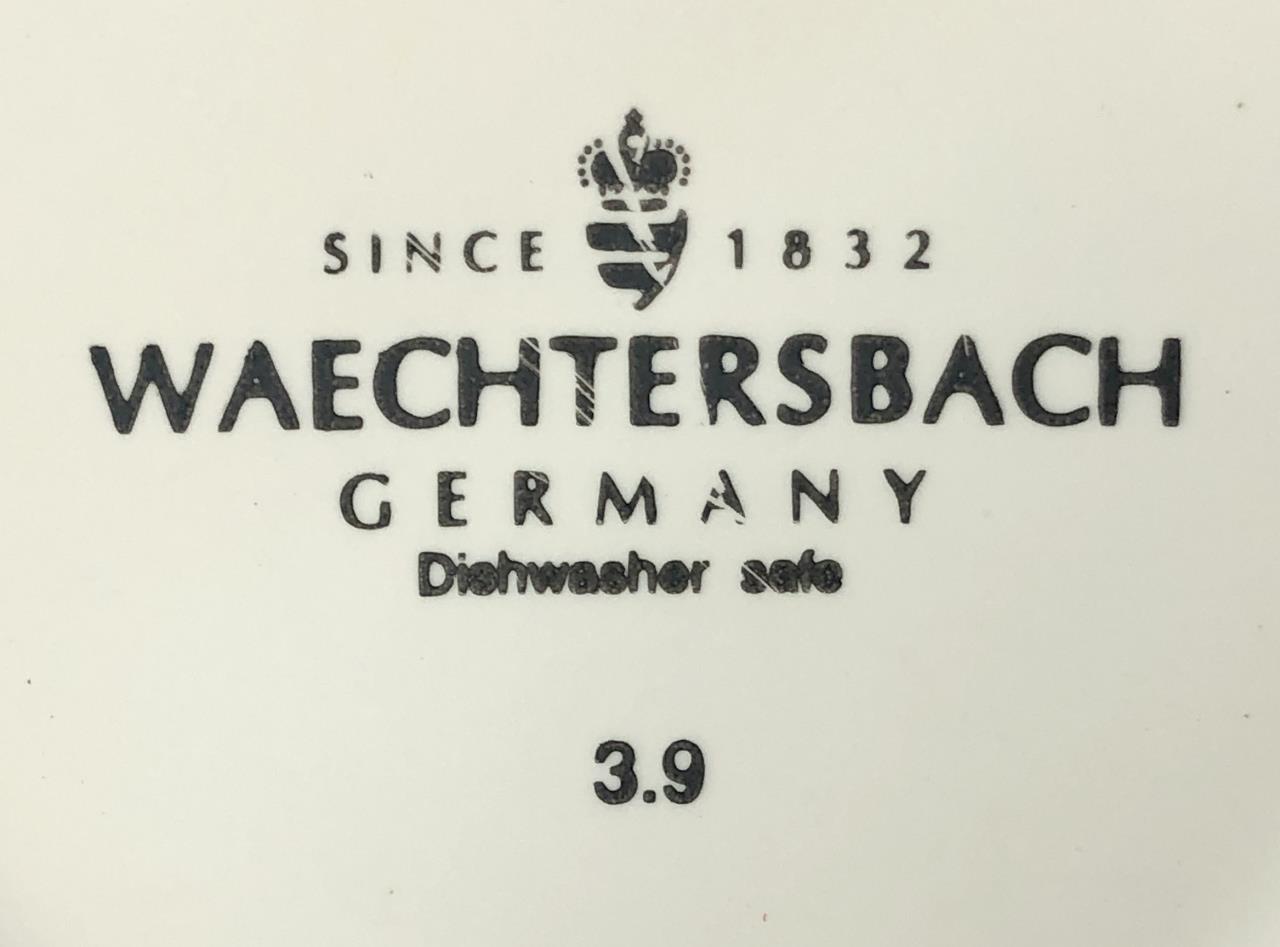 SINCE 1832
WAECHTERSBACH
GERMANY
Dishwasher safe
3.9